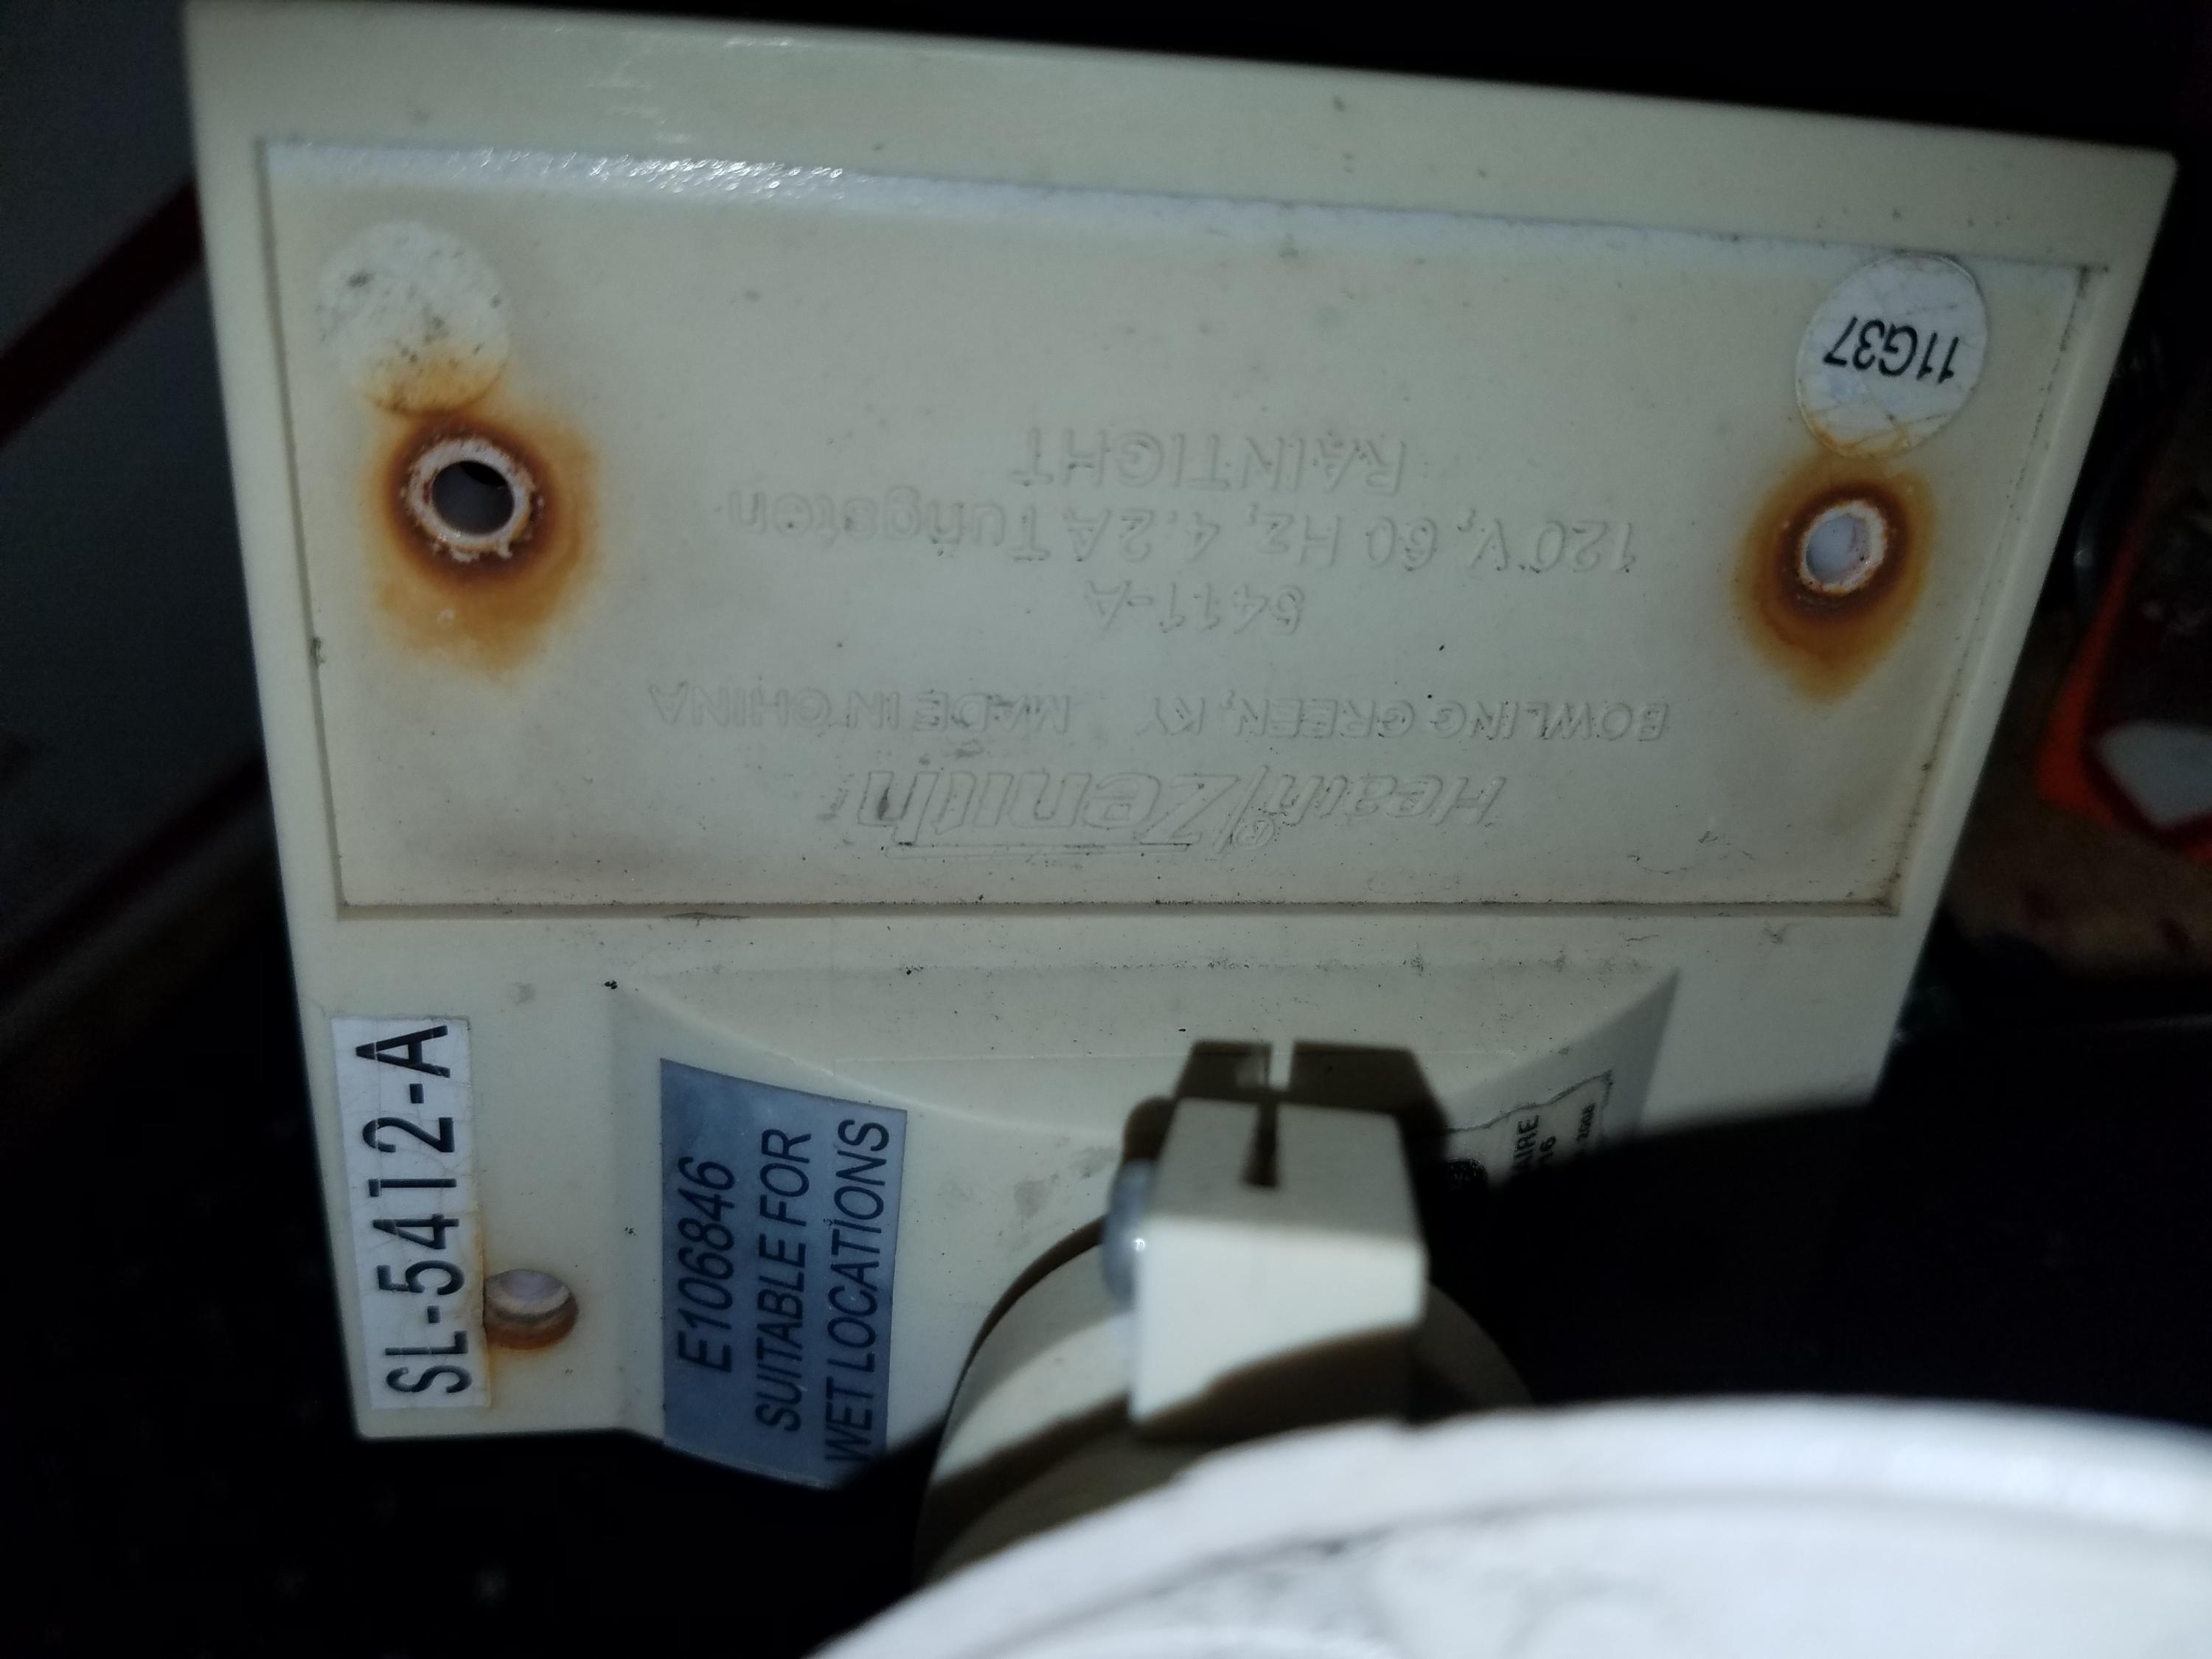 Heath®/Zenith
BOWLING GREEN, KY MADE IN CHINA
5411-A
120 V, 60 Hz, 4.2 A Tungsten
RAINTIGHT
11G37
SL-5412-A
E106846
SUITABLE FOR
WET LOCATIONS